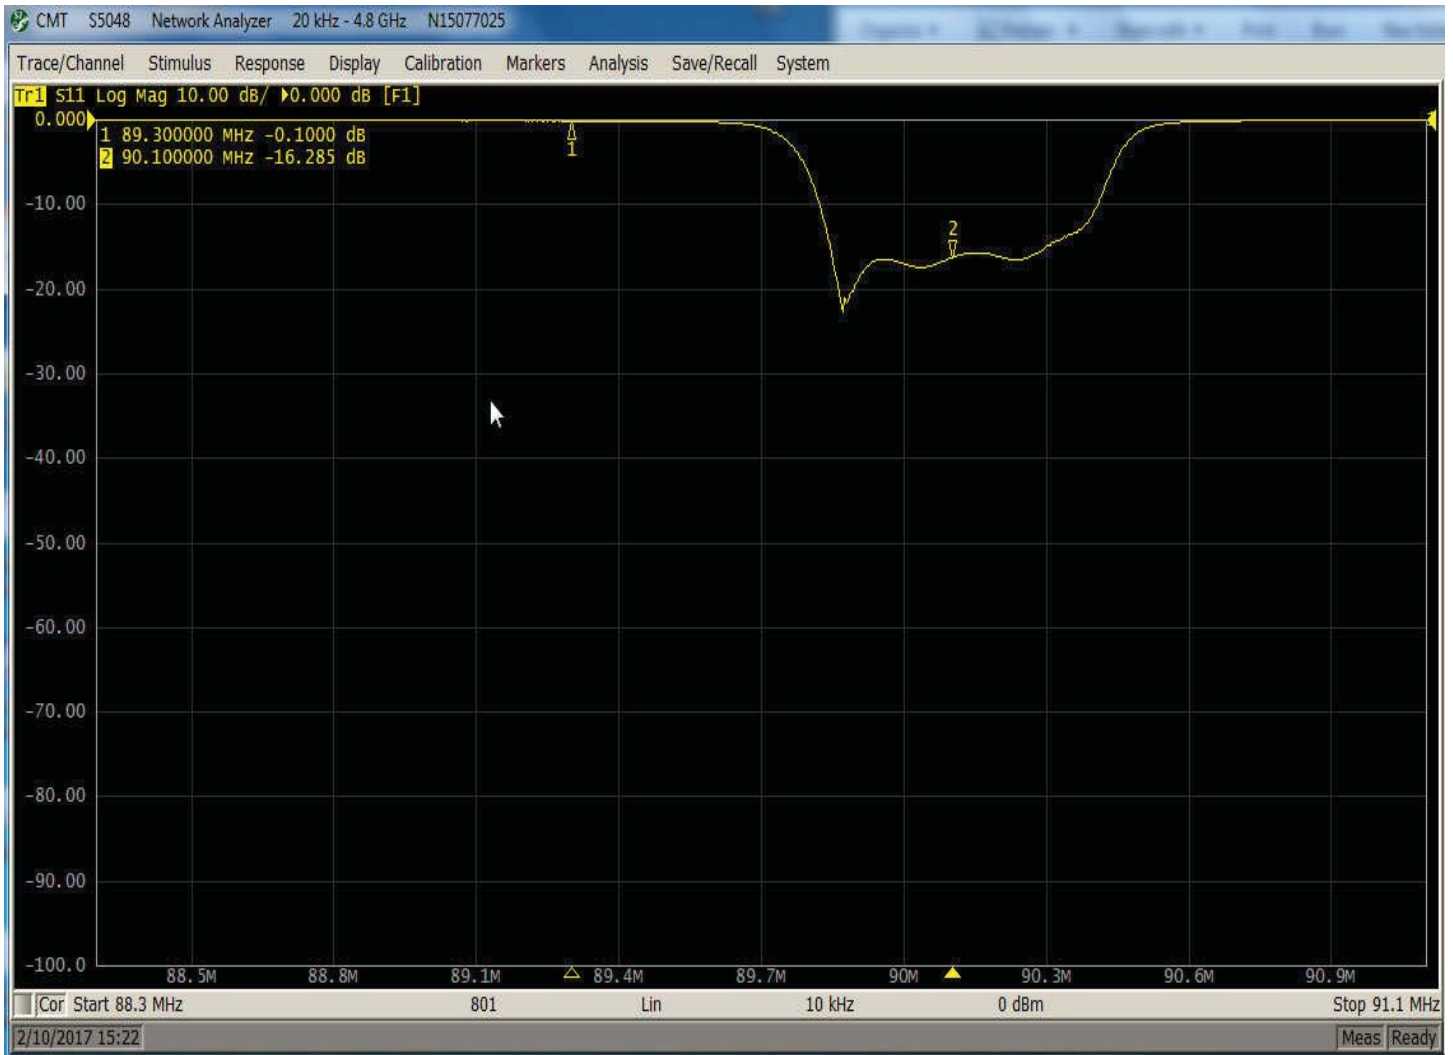 CMT S5048 Network Analyzer 20 kHz - 4.8 GHz N15077025
Trace/Channel Stimulus Response Display Calibration Markers Analysis Save/Recall System
Tr1 S11 Log Mag 10.00 dB/ ▶0.000 dB [F1]
0.000
1 89.300000 MHz -0.1000 dB
2 90.100000 MHz -16.285 dB
1
-10.00
2
-20.00
-30.00
-40.00
-50.00
-60.00
-70.00
-80.00
-90.00
-100.0
88.5M 88.8M 89.1M 89.4M 89.7M 90M 90.3M 90.6M 90.9M
Cor Start 88.3 MHz 801 Lin 10 kHz 0 dBm Stop 91.1 MHz
2/10/2017 15:22 Meas Ready